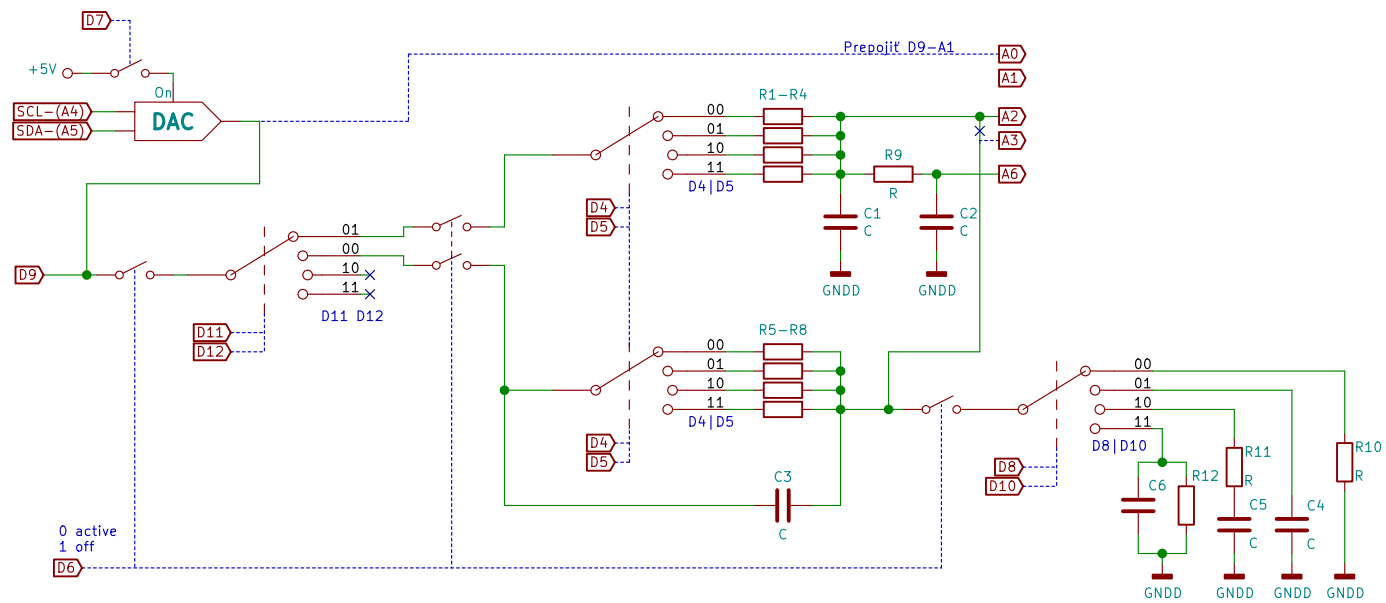 D7
+5V
On
SCL-(A4)
SDA-(A5)
DAC
Prepojiť D9-A1
A0
A1
A2
A3
A6
R1-R4
00
01
10
11
D4|D5
D4
D5
R9
R
C1
C
C2
C
GNDD
GNDD
D9
01
00
10
11
D11 D12
D11
D12
R5-R8
00
01
10
11
D4|D5
D4
D5
C3
C
00
01
10
11
D8|D10
D8
D10
C6
R12
R11
R
C5
C
C4
C
R10
R
GNDD
GNDD
GNDD
GNDD
0 active
1 off
D6